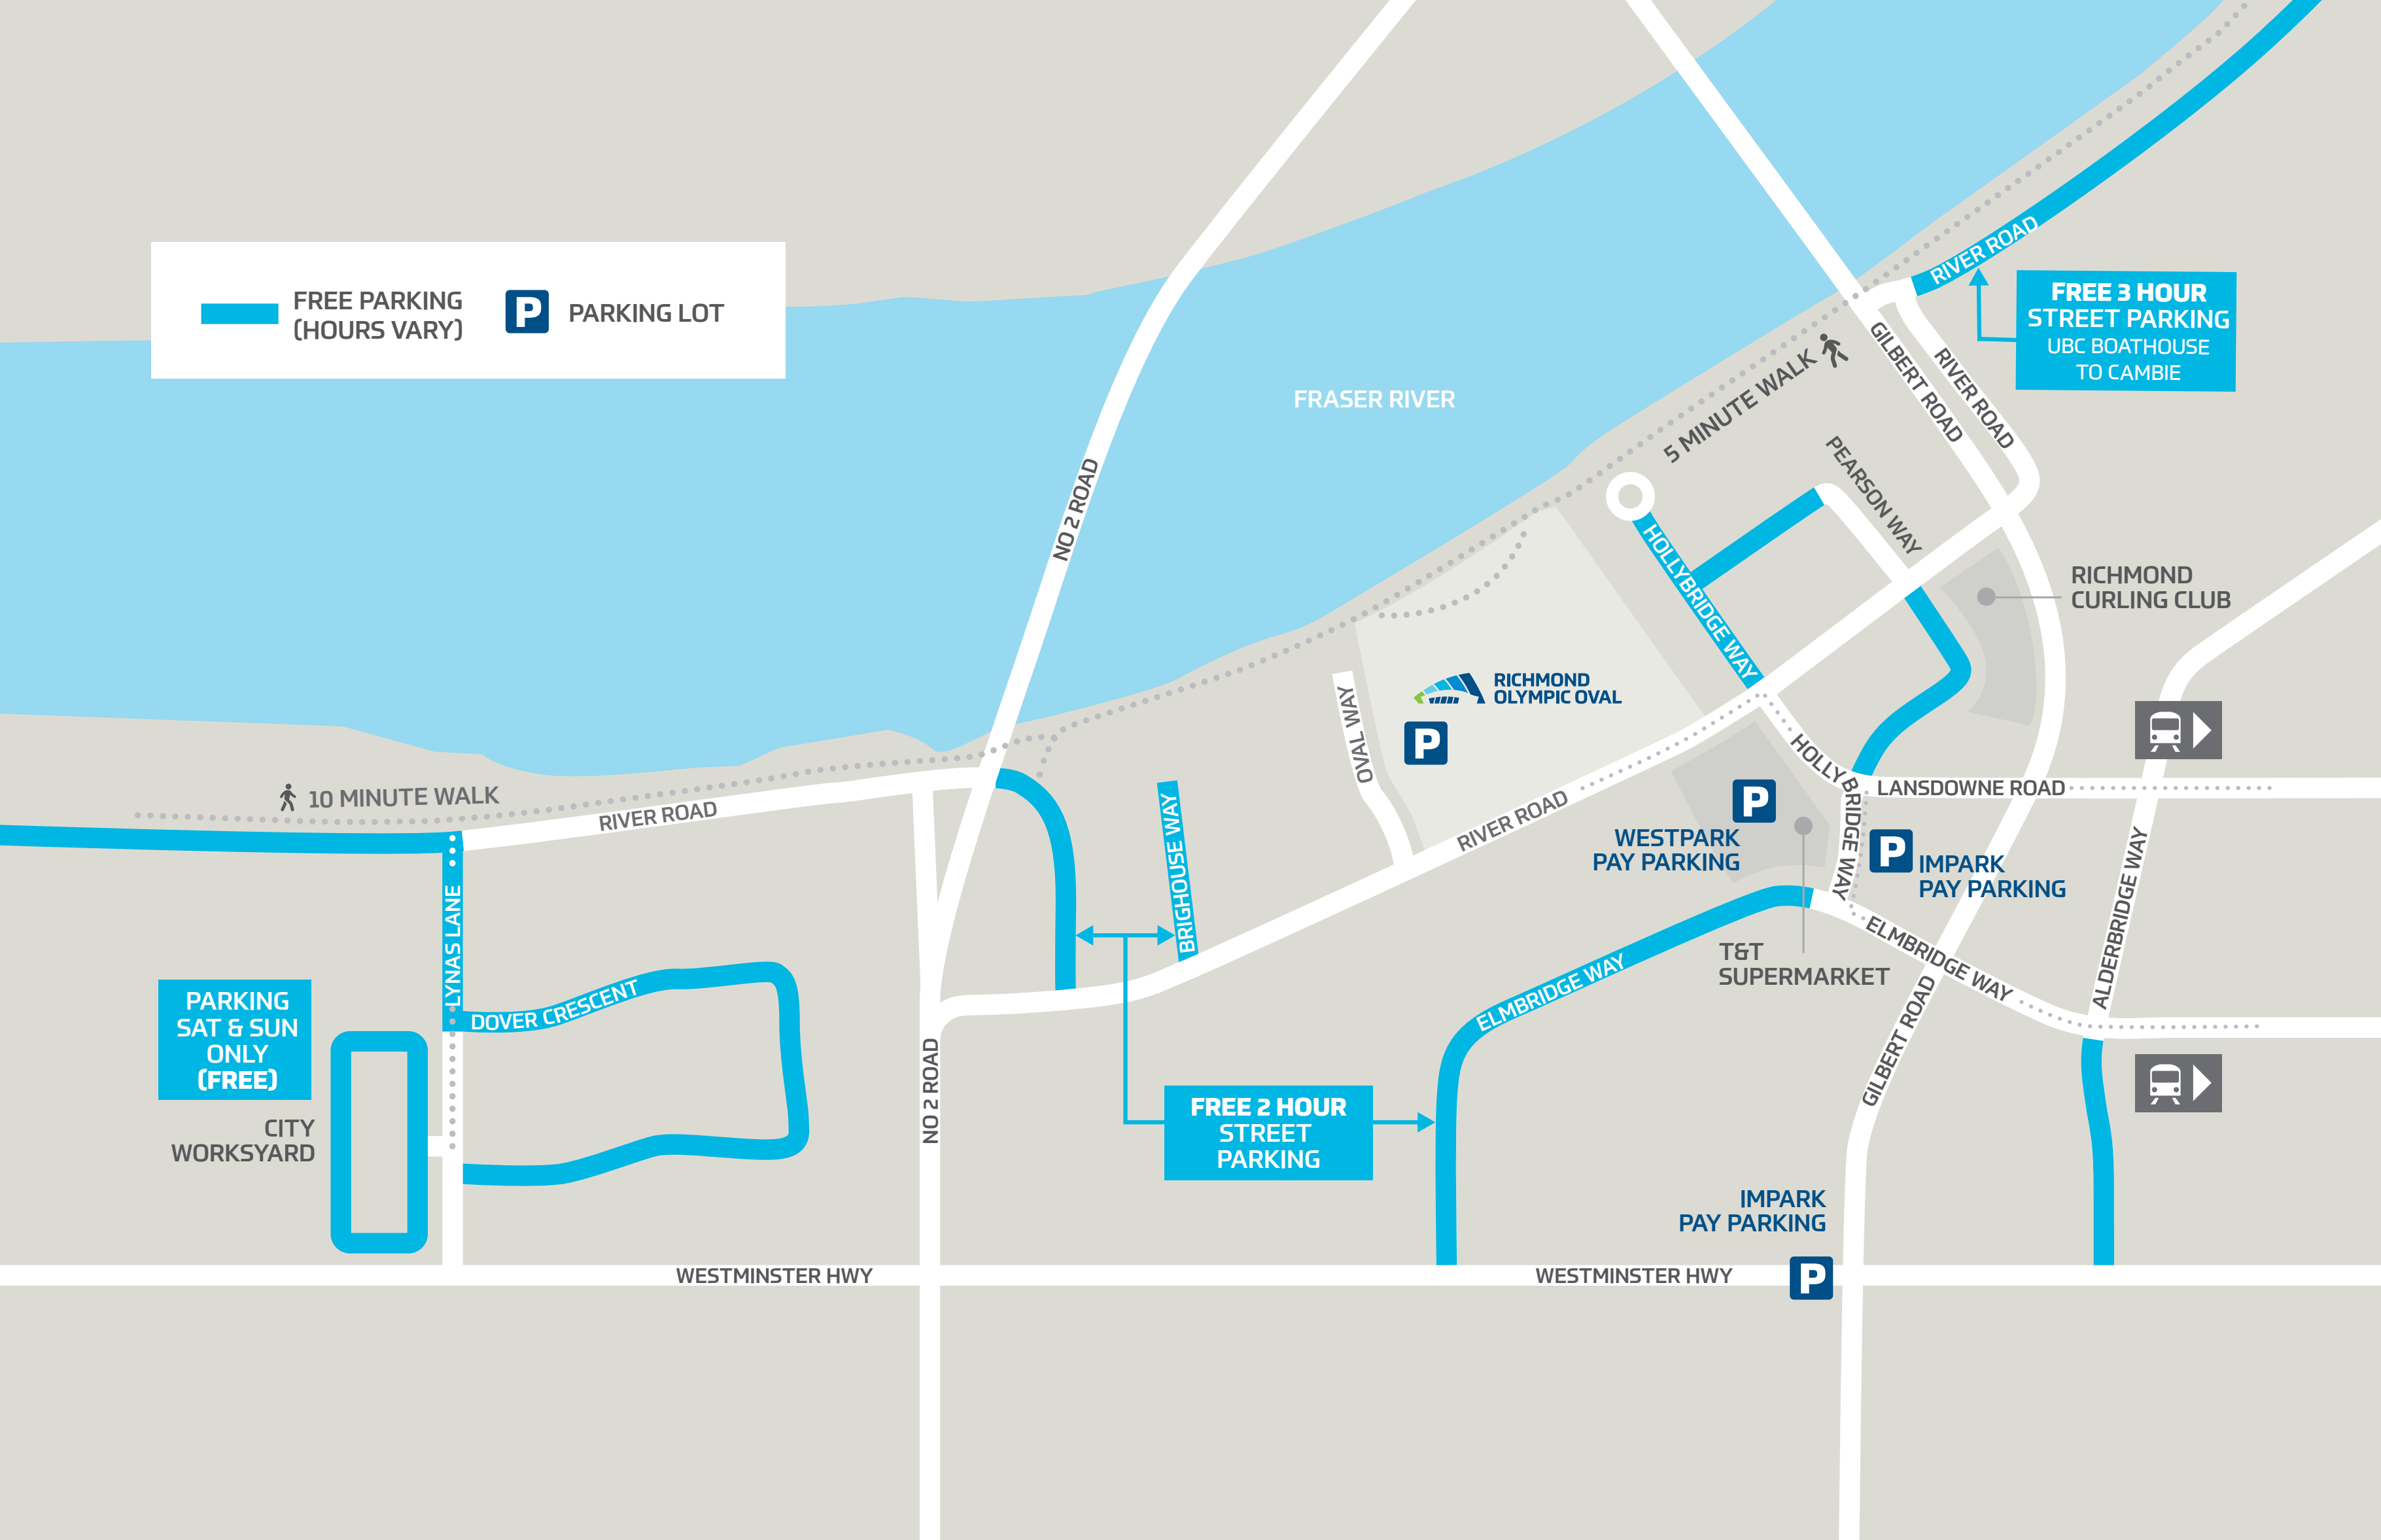 FREE PARKING
(HOURS VARY)
P
PARKING LOT
FRASER RIVER
RIVER ROAD
FREE 3 HOUR
STREET PARKING
UBC BOATHOUSE
TO CAMBIE
5 MINUTE WALK
GILBERT ROAD
RIVER ROAD
PEARSON WAY
NO 2 ROAD
HOLLYBRIDGE WAY
RICHMOND
CURLING CLUB
RICHMOND
OLYMPIC OVAL
P
OVAL WAY
HOLLYBRIDGE WAY
LANSDOWNE ROAD
10 MINUTE WALK
RIVER ROAD
BRIGHOUSE WAY
RIVER ROAD
P
WESTPARK
PAY PARKING
P
IMPARK
PAY PARKING
ALDERBRIDGE WAY
LYNAS LANE
T&T
SUPERMARKET
ELMBRIDGE WAY
ELMBRIDGE WAY
DOVER CRESCENT
PARKING
SAT & SUN
ONLY
(FREE)
CITY
WORKSYARD
NO 2 ROAD
FREE 2 HOUR
STREET
PARKING
GILBERT ROAD
IMPARK
PAY PARKING
P
WESTMINSTER HWY
WESTMINSTER HWY